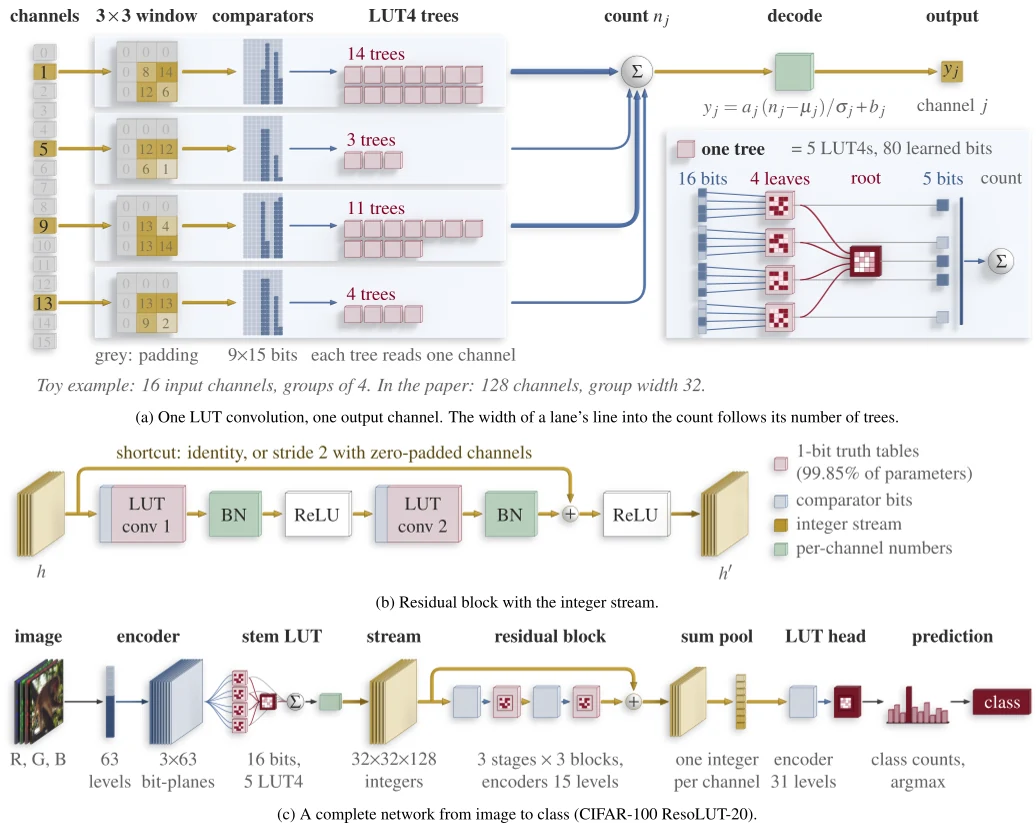 channels 3×3 window comparators LUT4 trees count nⱼ decode output
0
1
2
3
4
5
6
7
8
9
10
11
12
13
14
15
0 0 0
0 8 14
0 12 6
14 trees
0 0 0
0 12 12
0 6 1
3 trees
0 0 0
0 13 4
0 13 14
11 trees
0 0 0
0 13 13
0 9 2
4 trees
grey: padding 9×15 bits each tree reads one channel
Σ
yⱼ
yⱼ = aⱼ (nⱼ−μⱼ)/σⱼ+bⱼ channel j
one tree = 5 LUT4s, 80 learned bits
16 bits 4 leaves root 5 bits count
Σ
Toy example: 16 input channels, groups of 4. In the paper: 128 channels, group width 32.
(a) One LUT convolution, one output channel. The width of a lane's line into the count follows its number of trees.
shortcut: identity, or stride 2 with zero-padded channels
LUT conv 1
BN
ReLU
LUT conv 2
BN
+
ReLU
h
h′
1-bit truth tables
(99.85% of parameters)
comparator bits
integer stream
per-channel numbers
(b) Residual block with the integer stream.
image encoder stem LUT stream residual block sum pool LUT head prediction
Σ
+
class
R, G, B 63 3×63 16 bits, 32×32×128 3 stages × 3 blocks, one integer encoder class counts,
levels bit-planes 5 LUT4 integers encoders 15 levels per channel 31 levels argmax
(c) A complete network from image to class (CIFAR-100 ResoLUT-20).